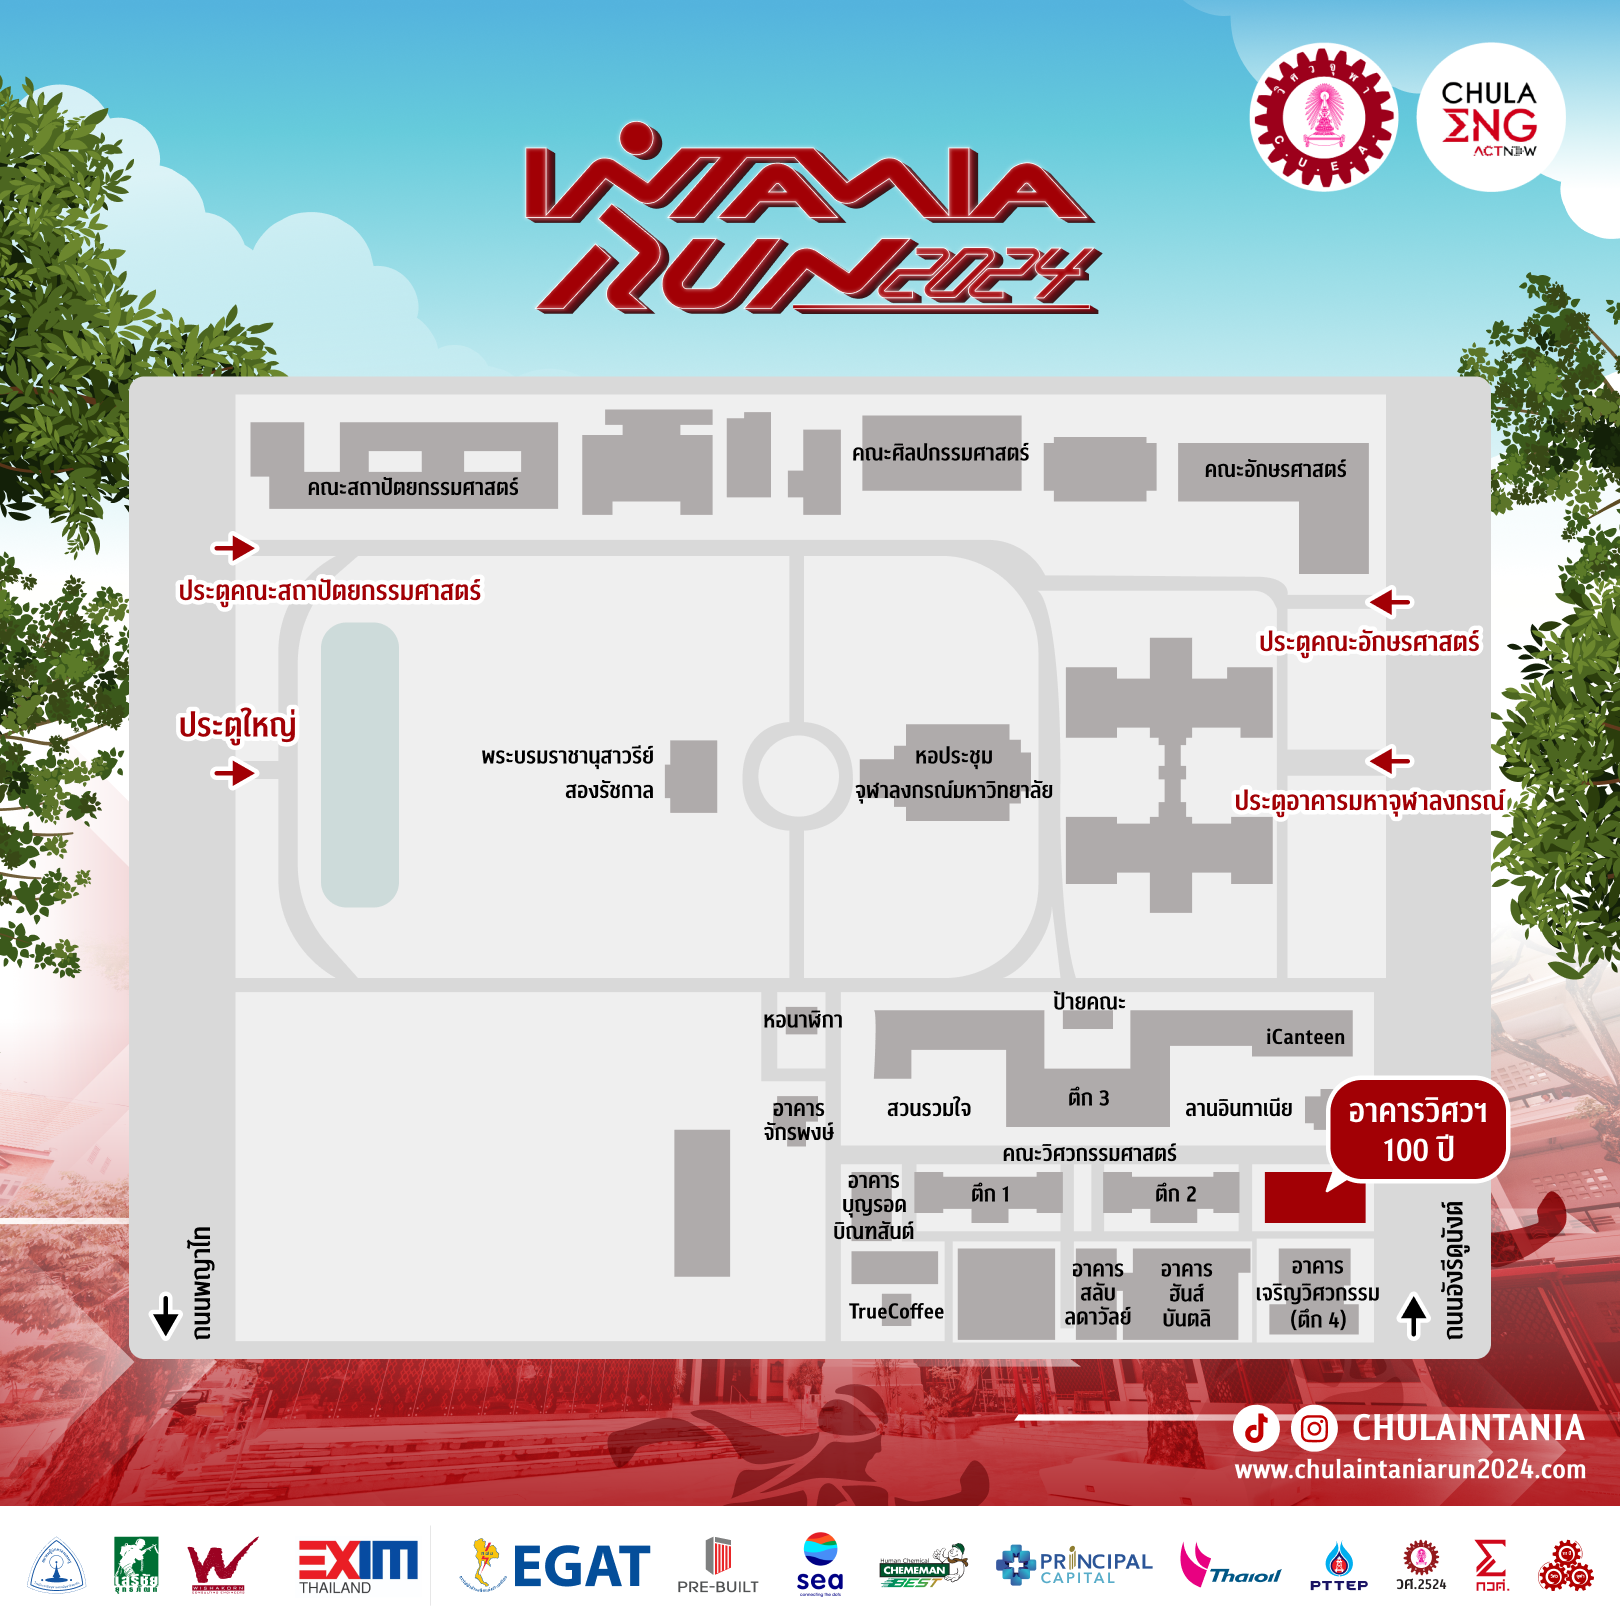 วิศวจุฬา
C.U.E.A.
CHULA
ENG
ACTNOW
INTANIA
RUN 2024
คณะสถาปัตยกรรมศาสตร์
คณะศิลปกรรมศาสตร์
คณะอักษรศาสตร์
ประตูคณะสถาปัตยกรรมศาสตร์
ประตูคณะอักษรศาสตร์
ประตูใหญ่
พระบรมราชานุสาวรีย์
สองรัชกาล
หอประชุม
จุฬาลงกรณ์มหาวิทยาลัย
ประตูอาคารมหาจุฬาลงกรณ์
หอนาฬิกา
ป้ายคณะ
iCanteen
อาคาร
จักรพงษ์
สวนรวมใจ
ตึก 3
ลานอินทาเนีย
อาคารวิศวฯ
100 ปี
คณะวิศวกรรมศาสตร์
อาคาร
บุญรอด
บิณฑสันต์
ตึก 1
ตึก 2
TrueCoffee
อาคาร
สลับ
ลดาวัลย์
อาคาร
ฮันส์
บันตลิ
อาคาร
เจริญวิศวกรรม
(ตึก 4)
ถนนพญาไท
ถนนอังรีดูนังต์
CHULAINTANIA
www.chulaintaniarun2024.com
WISHAKORN
EXIM
THAILAND
EGAT
PRE-BUILT
sea
connecting the dots
Human Chemical
CHEMEMAN
BEST
PRINCIPAL
CAPITAL
Thaioil
PTTEP
วศ.2524
กวศ.